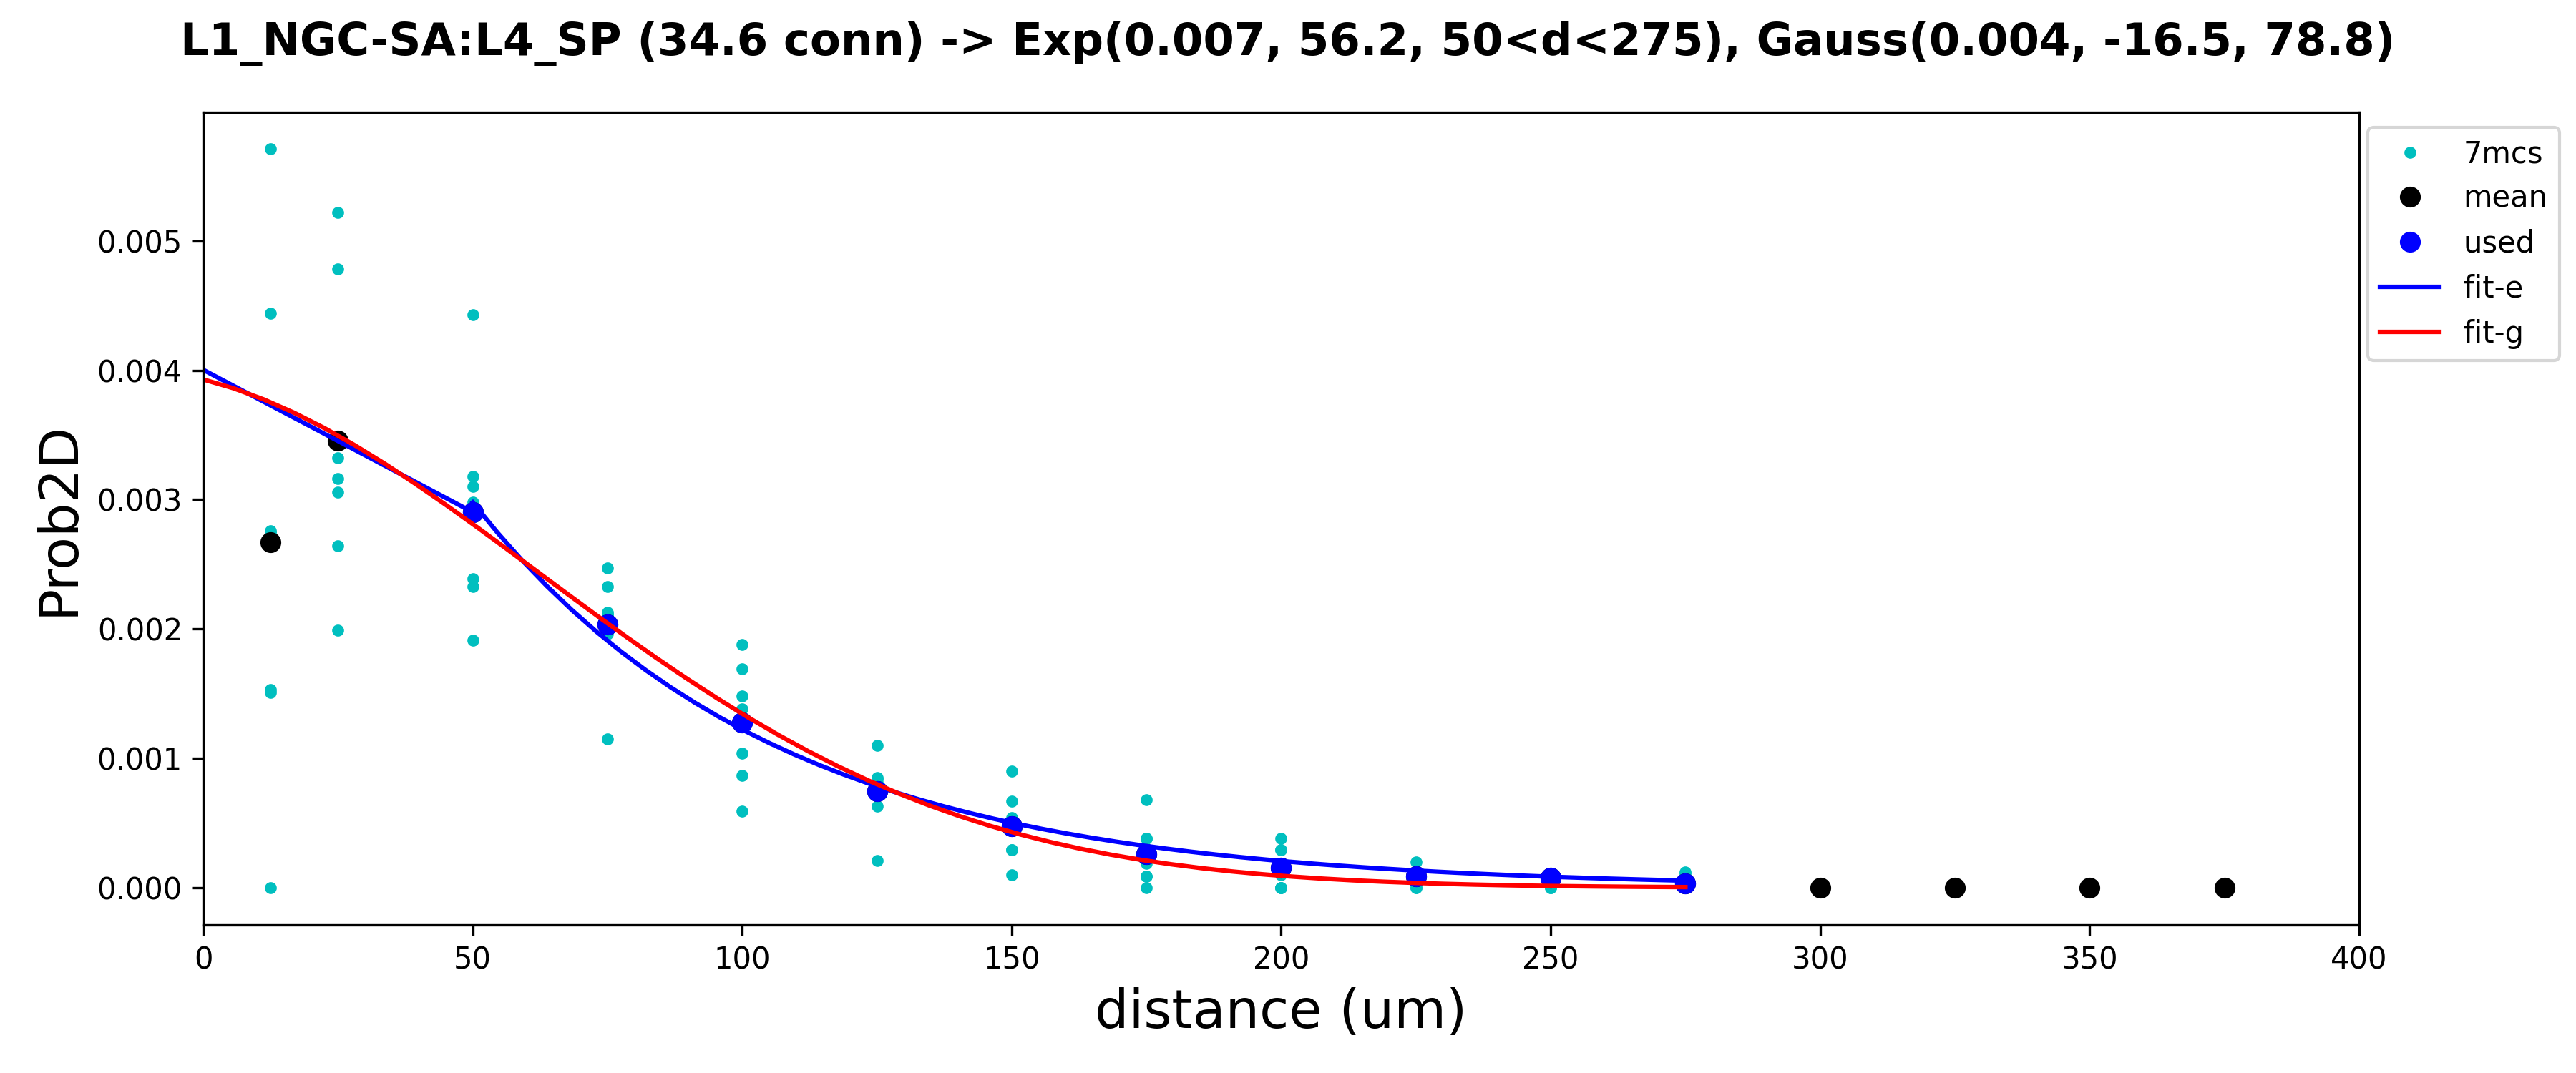 L1_NGC-SA:L4_SP (34.6 conn) -> Exp(0.007, 56.2, 50<d<275), Gauss(0.004, -16.5, 78.8)
7mcs
mean
used
fit-e
fit-g
Prob2D
0.005
0.004
0.003
0.002
0.001
0.000
0
50
100
150
200
250
300
350
400
distance (um)